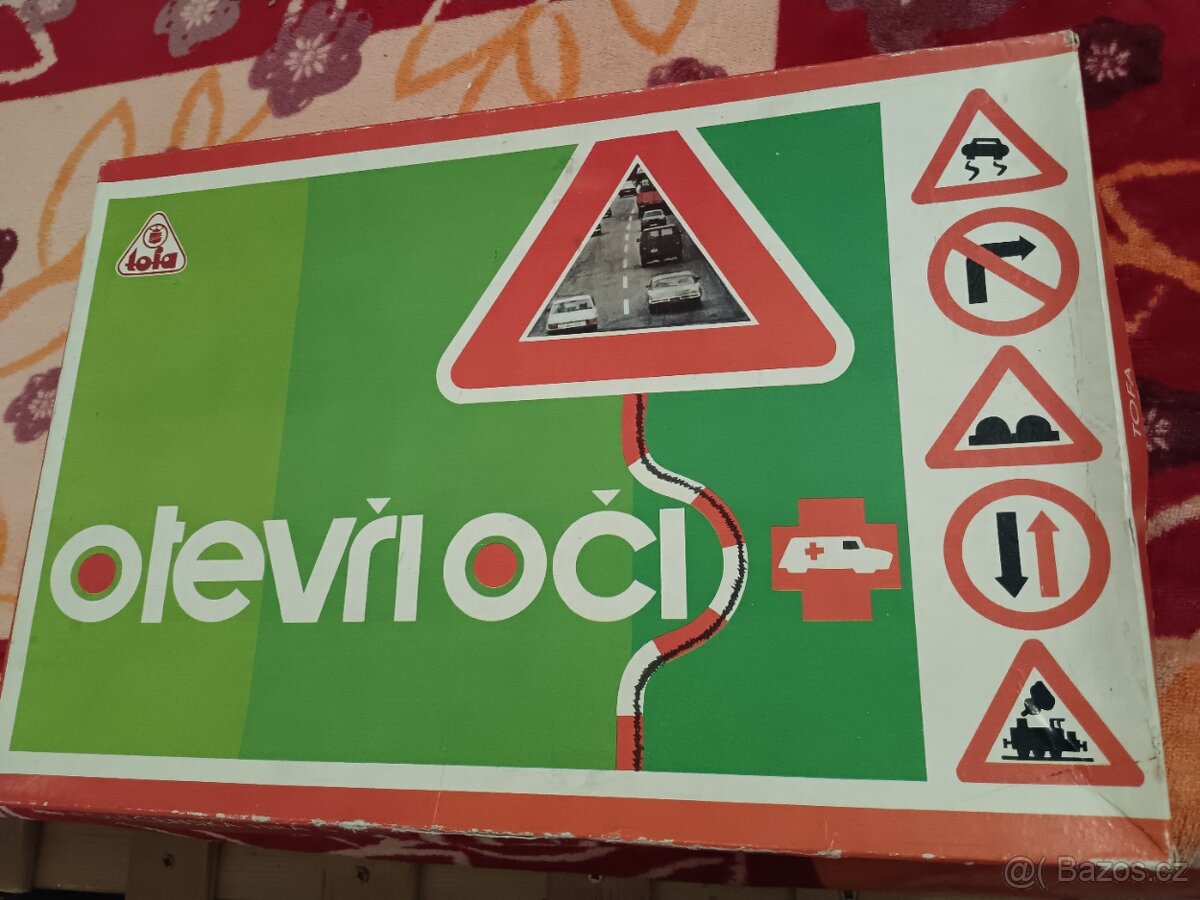 tofa
otevři oči
TOFA
@( Bazos.cz